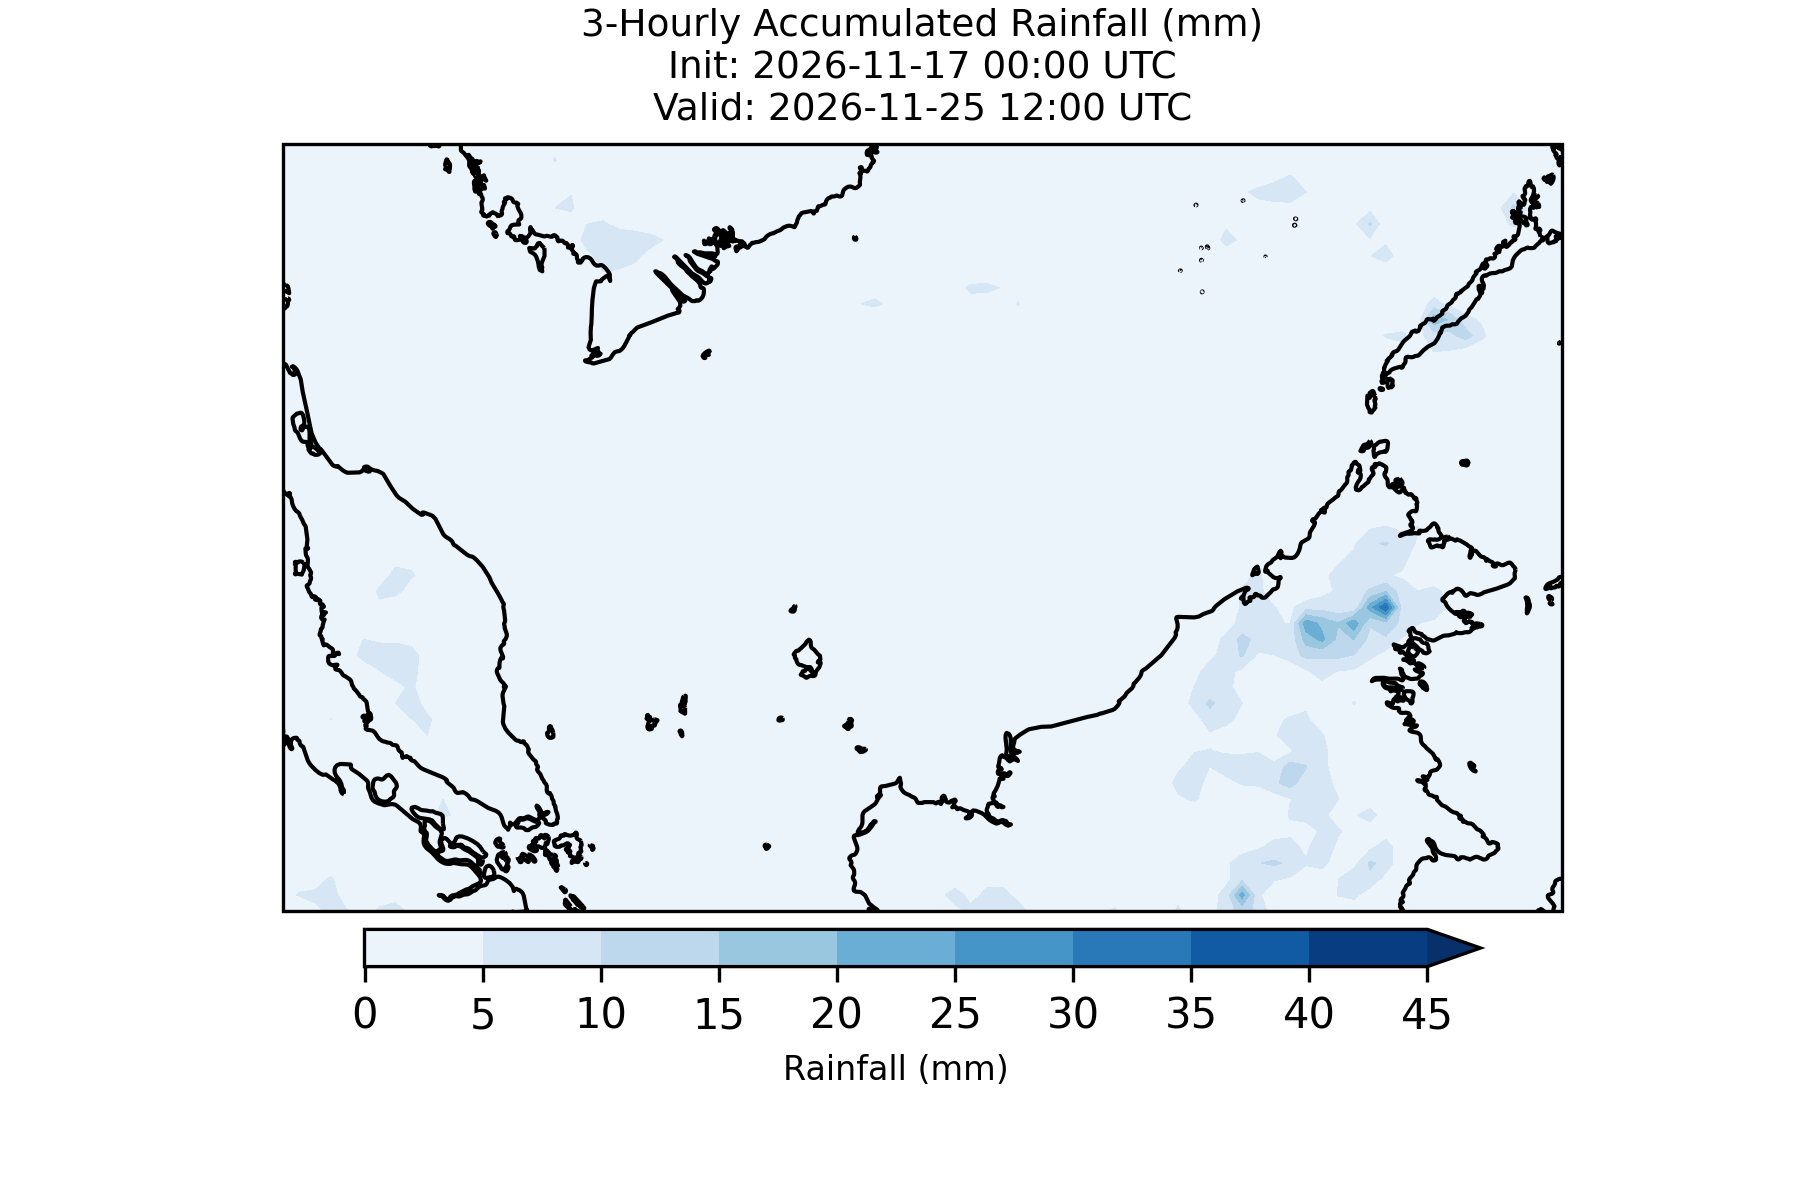 3-Hourly Accumulated Rainfall (mm)
Init: 2026-11-17 00:00 UTC
Valid: 2026-11-25 12:00 UTC
0 5 10 15 20 25 30 35 40 45
Rainfall (mm)